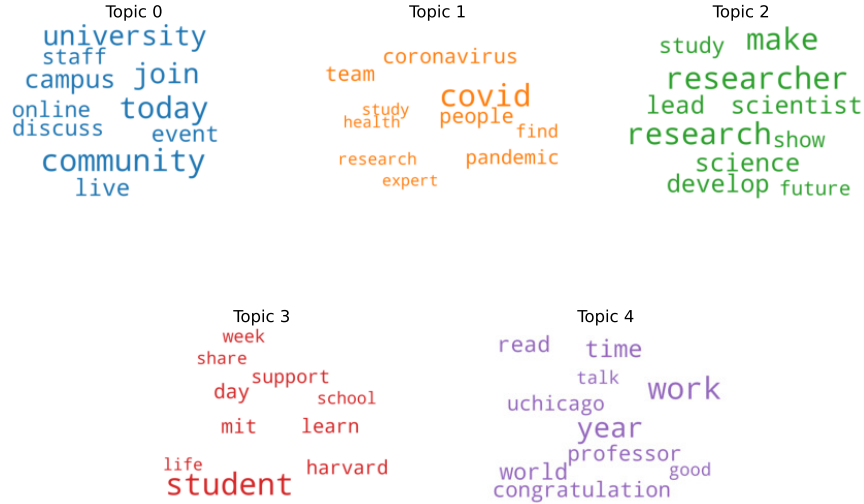 Topic 0
university
staff
campus join
online today
discuss event
community
live
Topic 1
coronavirus
team
covid
study people
health
find
research pandemic
expert
Topic 2
study make
researcher
lead scientist
research show
science
develop future
Topic 3
week
share
support
day school
mit learn
life harvard
student
Topic 4
read time
talk
work
uchicago
year
professor
world good
congratulation